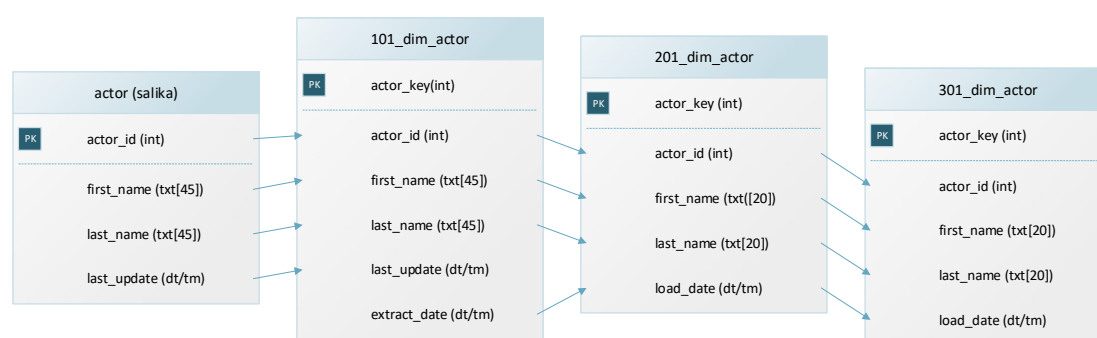 actor (salika)
PK
actor_id (int)
first_name (txt[45])
last_name (txt[45])
last_update (dt/tm)
101_dim_actor
PK
actor_key(int)
actor_id (int)
first_name (txt[45])
last_name (txt[45])
last_update (dt/tm)
extract_date (dt/tm)
201_dim_actor
PK
actor_key (int)
actor_id (int)
first_name (txt([20])
last_name (txt[20])
load_date (dt/tm)
301_dim_actor
PK
actor_key (int)
actor_id (int)
first_name (txt[20])
last_name (txt[20])
load_date (dt/tm)